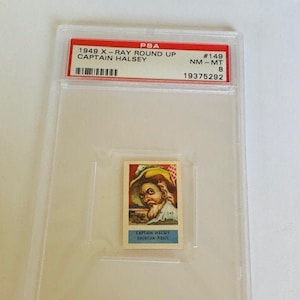 PSA
1949 X-RAY ROUND UP #149
CAPTAIN HALSEY NM-MT
8
19375292
CAPTAIN HALSEY